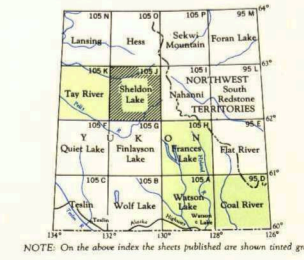 105 N 105 O 105 P 95 M 64°
Lansing Hess Sekwi Mountain Foran Lake
63°
105 K 105 J 105 I 95 L
Tay River Sheldon Lake Nahanni South Redstone
NORTHWEST
TERRITORIES
62°
105 F 105 G 105 H 95 E
Y U K O N
Quiet Lake Finlayson Lake Frances Lake Flat River
61°
105 C 105 B 105 A 95 D
Teslin Wolf Lake Watson Lake Coal River
Teslin Alaska Highway Watson Lake
60°
134° 132° 130° 128° 126°
NOTE: On the above index the sheets published are shown tinted gr